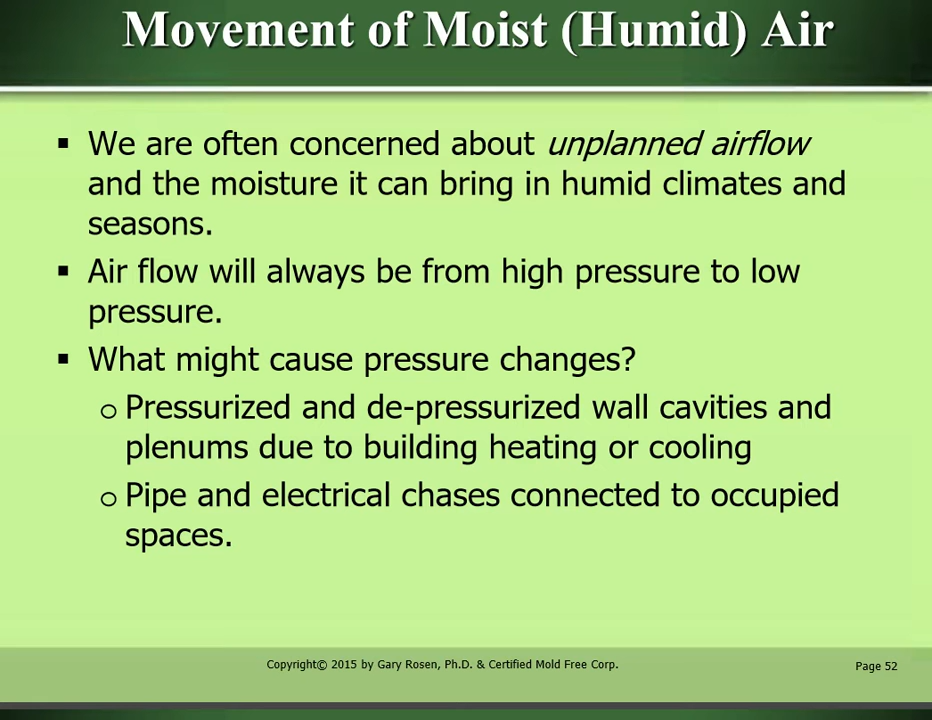 Movement of Moist (Humid) Air
▪ We are often concerned about unplanned airflow
and the moisture it can bring in humid climates and
seasons.
▪ Air flow will always be from high pressure to low
pressure.
▪ What might cause pressure changes?
o Pressurized and de-pressurized wall cavities and
plenums due to building heating or cooling
o Pipe and electrical chases connected to occupied
spaces.
Copyright© 2015 by Gary Rosen, Ph.D. & Certified Mold Free Corp.
Page 52